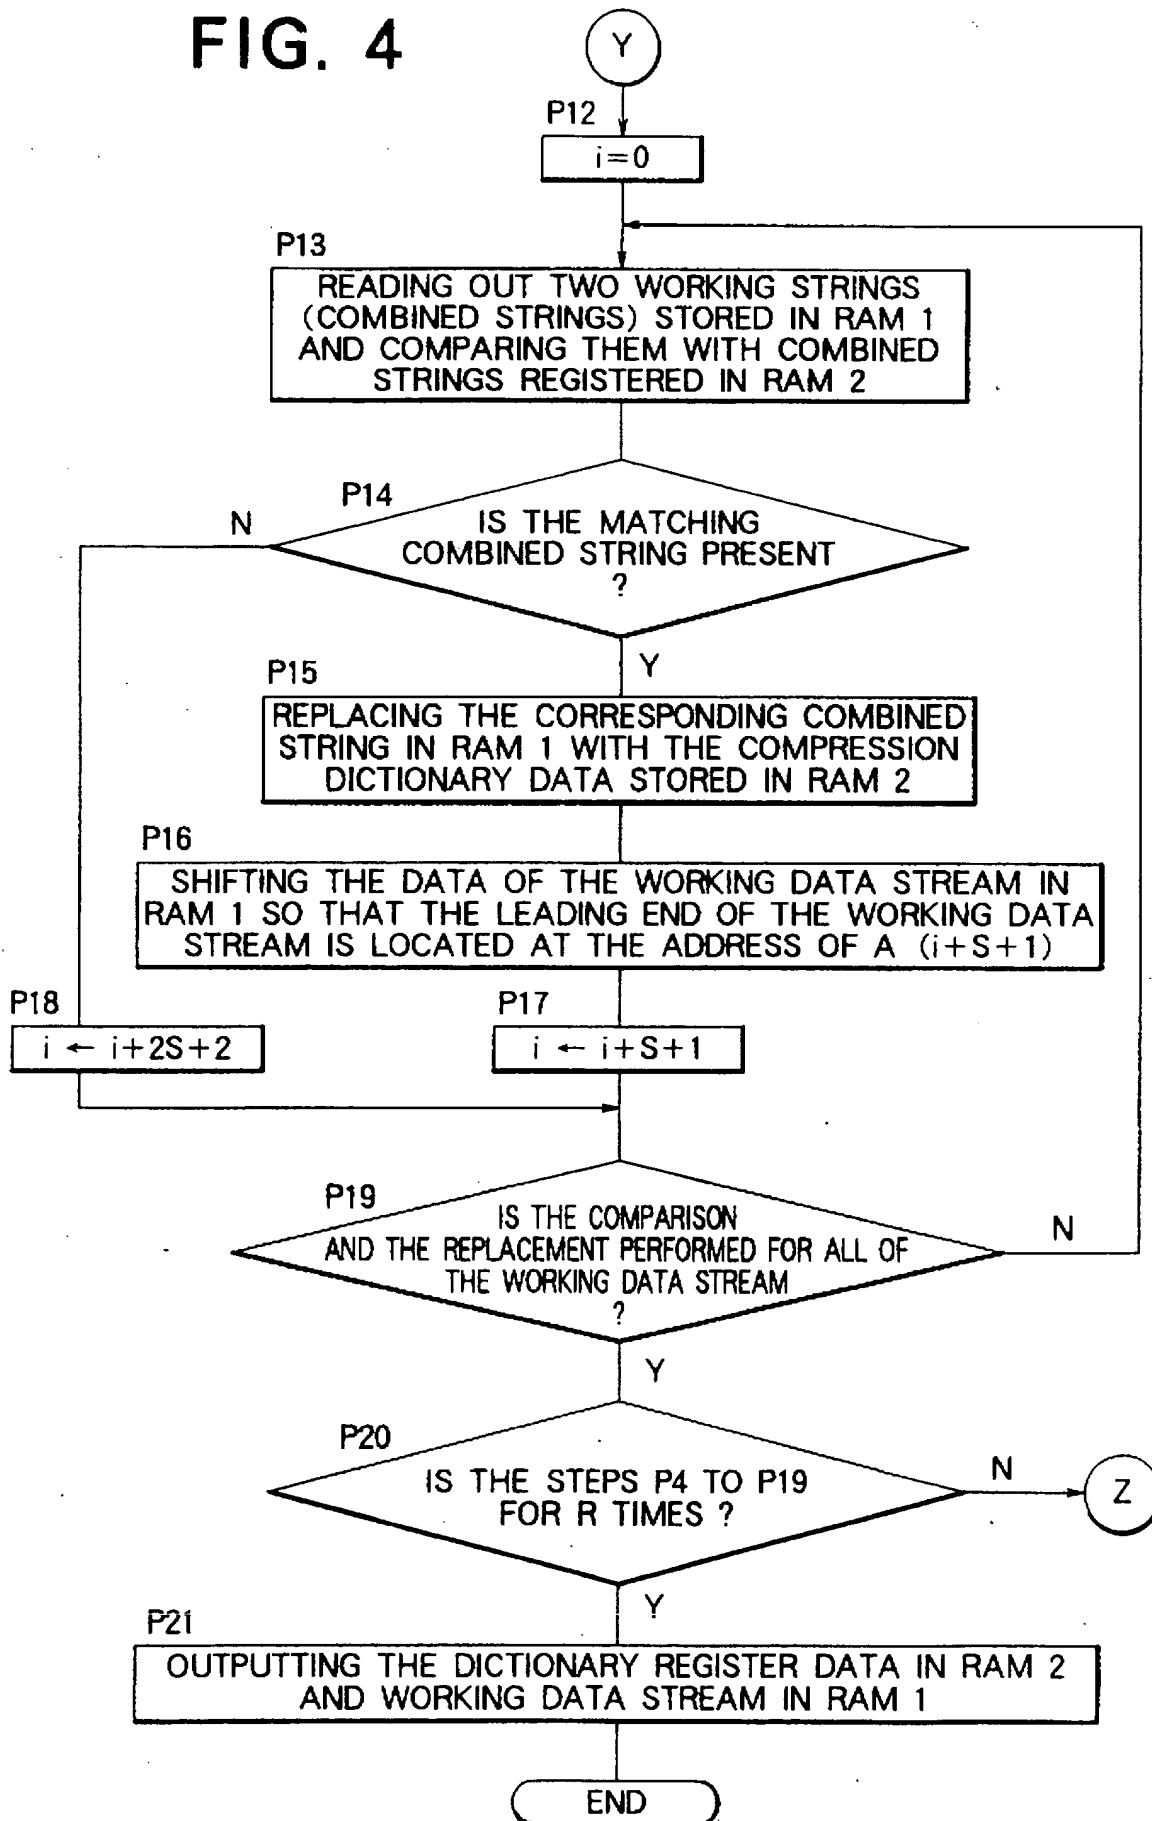 FIG. 4
Y
P12
i=0
P13
READING OUT TWO WORKING STRINGS
(COMBINED STRINGS) STORED IN RAM 1
AND COMPARING THEM WITH COMBINED
STRINGS REGISTERED IN RAM 2
P14
N
IS THE MATCHING
COMBINED STRING PRESENT
?
Y
P15
REPLACING THE CORRESPONDING COMBINED
STRING IN RAM 1 WITH THE COMPRESSION
DICTIONARY DATA STORED IN RAM 2
P16
SHIFTING THE DATA OF THE WORKING DATA STREAM IN
RAM 1 SO THAT THE LEADING END OF THE WORKING DATA
STREAM IS LOCATED AT THE ADDRESS OF A (i+S+1)
P18
i ← i+2S+2
P17
i ← i+S+1
P19
IS THE COMPARISON
AND THE REPLACEMENT PERFORMED FOR ALL OF
THE WORKING DATA STREAM
?
N
Y
P20
IS THE STEPS P4 TO P19
FOR R TIMES ?
N
Z
Y
P21
OUTPUTTING THE DICTIONARY REGISTER DATA IN RAM 2
AND WORKING DATA STREAM IN RAM 1
END